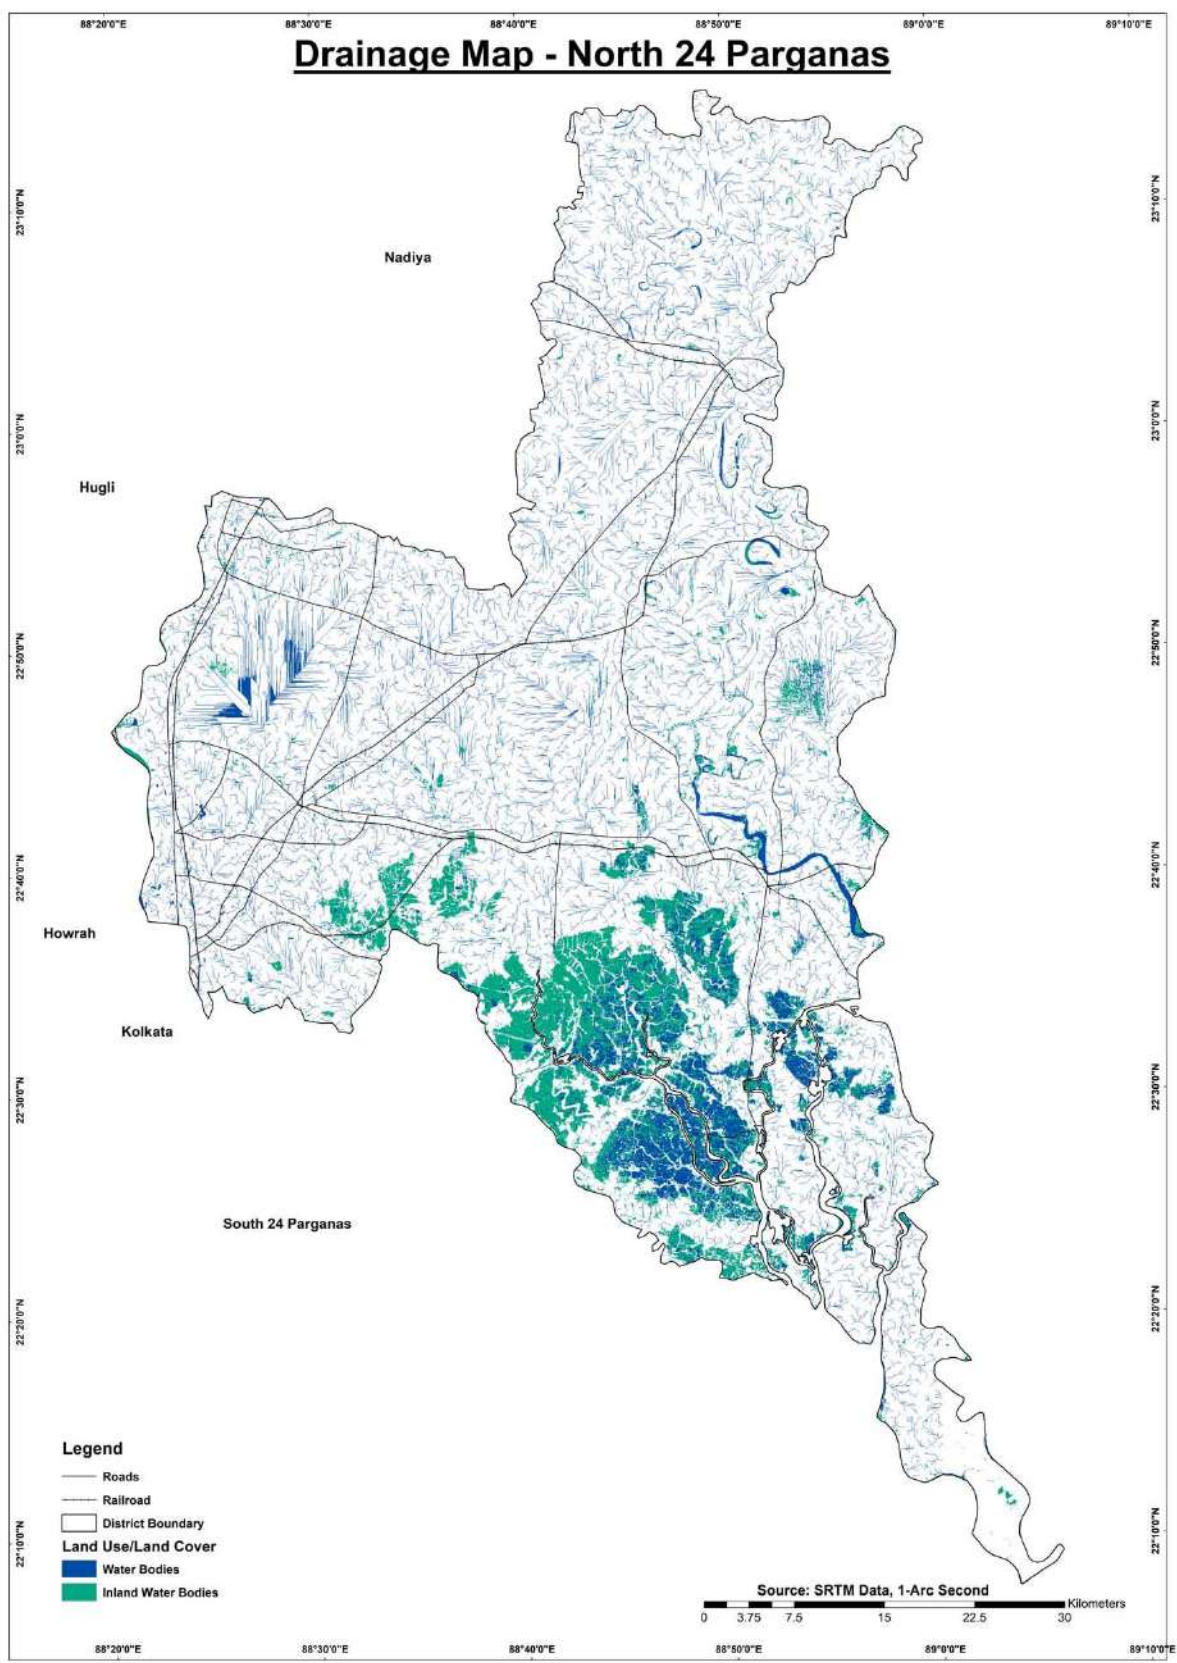 88°20'0"E 88°30'0"E 88°40'0"E 88°50'0"E 89°0'0"E 89°10'0"E
Drainage Map - North 24 Parganas
23°10'0"N 23°10'0"N
Nadiya
23°0'0"N 23°0'0"N
Hugli
22°50'0"N 22°50'0"N
22°40'0"N 22°40'0"N
Howrah
Kolkata
22°30'0"N 22°30'0"N
South 24 Parganas
22°20'0"N 22°20'0"N
Legend
Roads
Railroad
District Boundary
Land Use/Land Cover
Water Bodies
Inland Water Bodies
22°10'0"N 22°10'0"N
Source: SRTM Data, 1-Arc Second
Kilometers
0 3.75 7.5 15 22.5 30
88°20'0"E 88°30'0"E 88°40'0"E 88°50'0"E 89°0'0"E 89°10'0"E